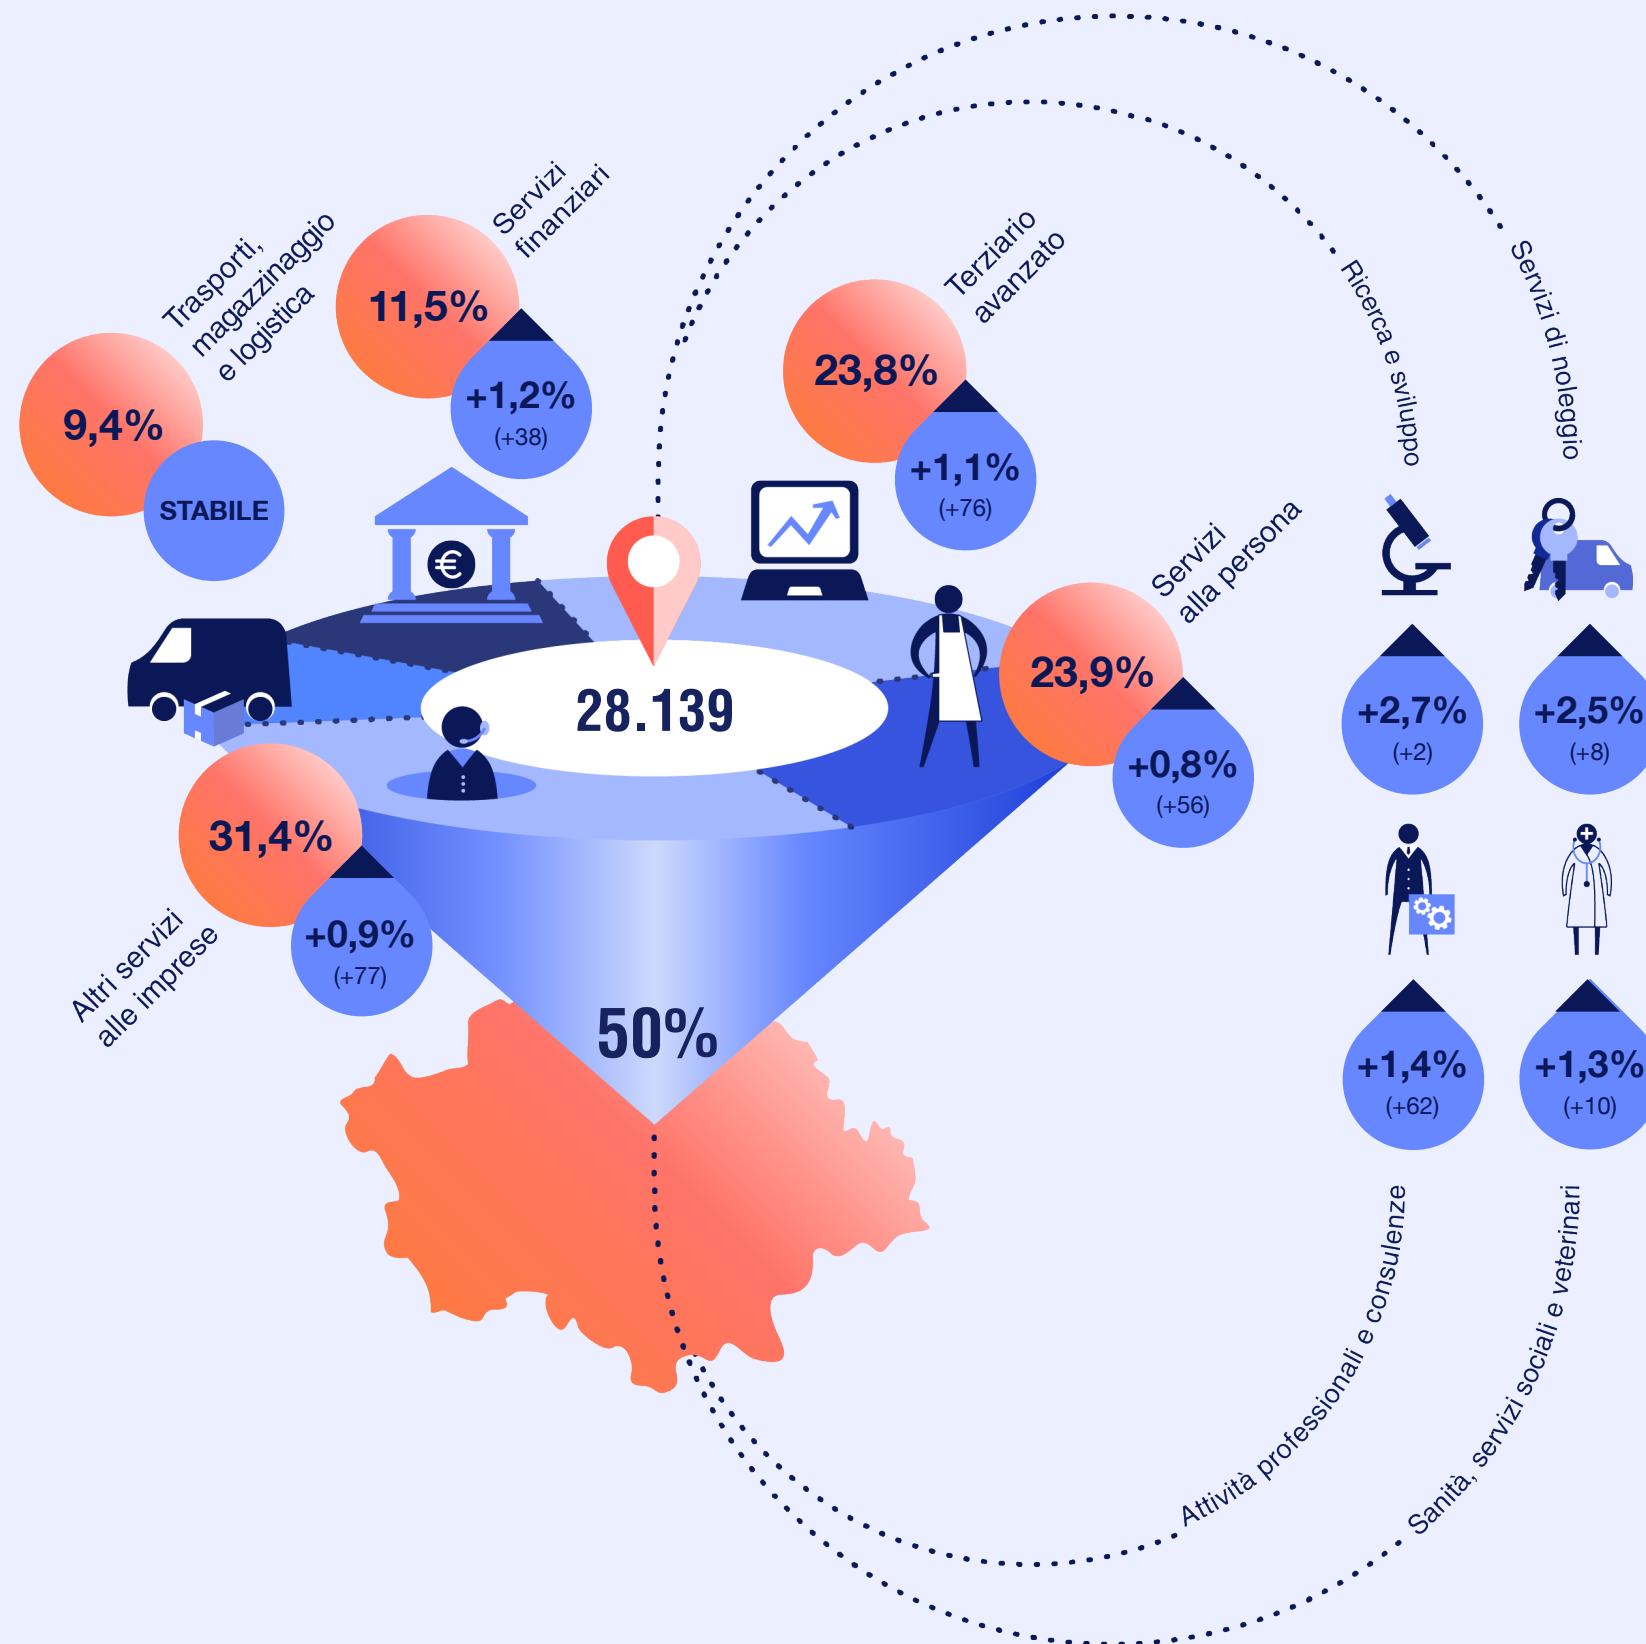 Servizi
finanziari
11,5%
+1,2%
(+38)
Trasporti,
magazzinaggio
e logistica
9,4%
STABILE
Terziario
avanzato
23,8%
+1,1%
(+76)
Servizi
alla persona
23,9%
+0,8%
(+56)
28.139
€
Altri servizi
alle imprese
31,4%
+0,9%
(+77)
50%
Ricerca e sviluppo
+2,7%
(+2)
Servizi di noleggio
+2,5%
(+8)
+1,4%
(+62)
Attività professionali e consulenze
+1,3%
(+10)
Sanità, servizi sociali e veterinari